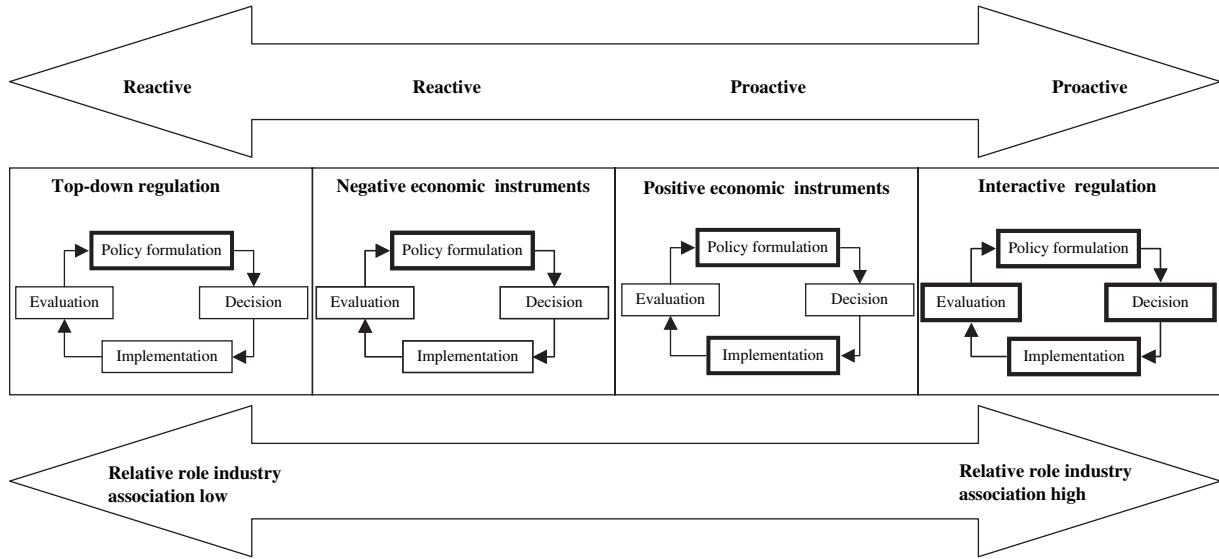 Reactive
Reactive
Proactive
Proactive
Top-down regulation
Policy formulation
Evaluation
Decision
Implementation
Negative economic instruments
Policy formulation
Evaluation
Decision
Implementation
Positive economic instruments
Policy formulation
Evaluation
Decision
Implementation
Interactive regulation
Policy formulation
Evaluation
Decision
Implementation
Relative role industry
association low
Relative role industry
association high